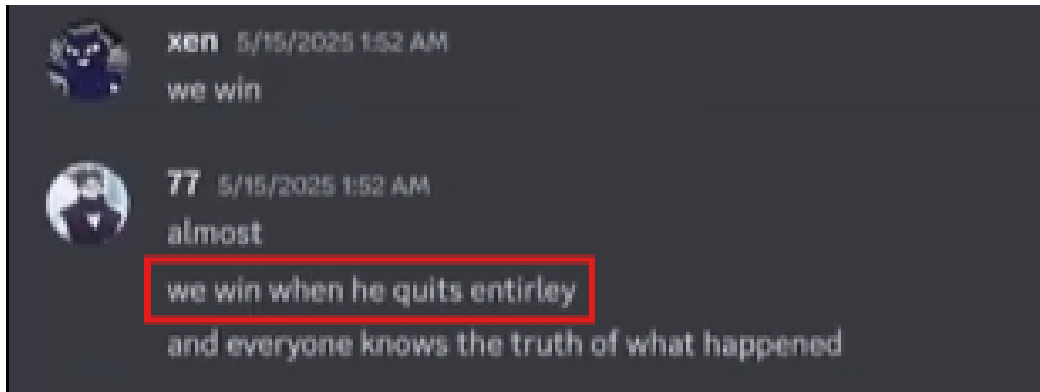 xen 5/15/2025 1:52 AM
we win
77 5/15/2025 1:52 AM
almost
we win when he quits entirley
and everyone knows the truth of what happened